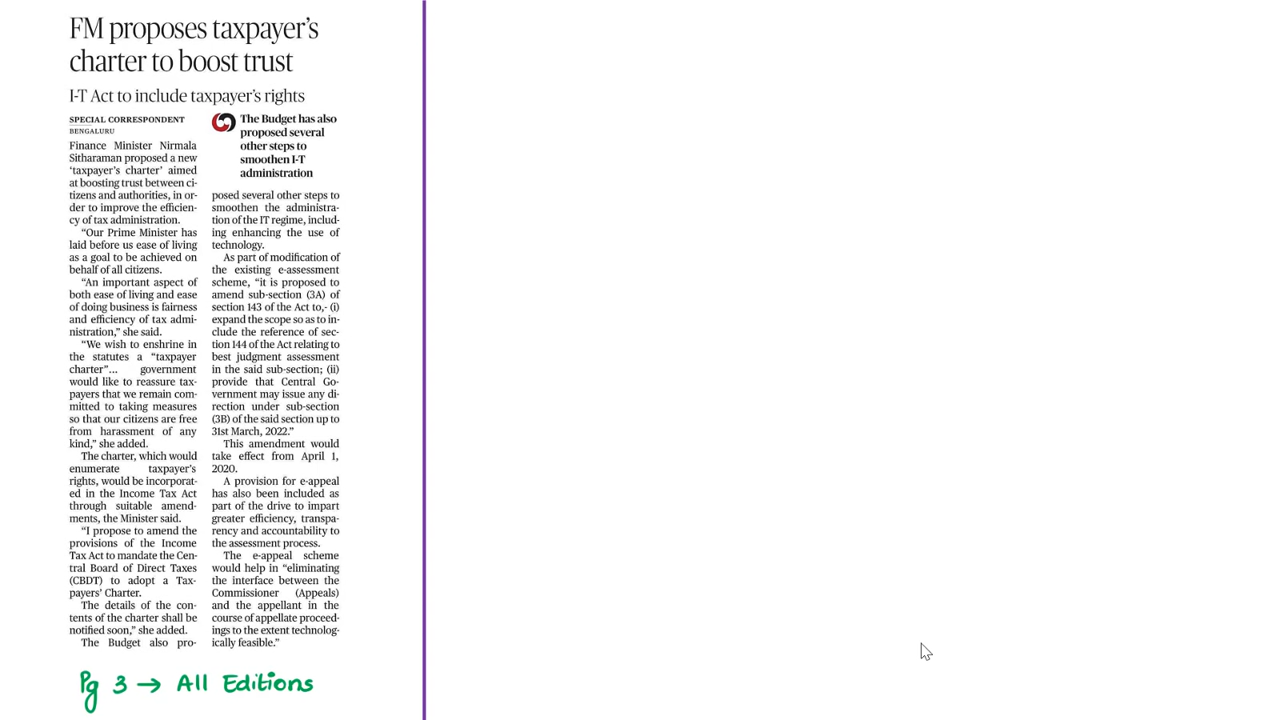 FM proposes taxpayer's
charter to boost trust
I-T Act to include taxpayer's rights
SPECIAL CORRESPONDENT
BENGALURU
Finance Minister Nirmala
Sitharaman proposed a new
'taxpayer's charter' aimed
at boosting trust between ci-
tizens and authorities, in or-
der to improve the efficien-
cy of tax administration.
"Our Prime Minister has
laid before us ease of living
as a goal to be achieved on
behalf of all citizens.
"An important aspect of
both ease of living and ease
of doing business is fairness
and efficiency of tax admi-
nistration," she said.
"We wish to enshrine in
the statutes a "taxpayer
charter"... government
would like to reassure tax-
payers that we remain com-
mitted to taking measures
so that our citizens are free
from harassment of any
kind," she added.
The charter, which would
enumerate taxpayer's
rights, would be incorporat-
ed in the Income Tax Act
through suitable amend-
ments, the Minister said.
"I propose to amend the
provisions of the Income
Tax Act to mandate the Cen-
tral Board of Direct Taxes
(CBDT) to adopt a Tax-
payers' Charter.
The details of the con-
tents of the charter shall be
notified soon," she added.
The Budget also pro-
The Budget has also
proposed several
other steps to
smoothen I-T
administration
posed several other steps to
smoothen the administra-
tion of the IT regime, includ-
ing enhancing the use of
technology.
As part of modification of
the existing e-assessment
scheme, "it is proposed to
amend sub-section (3A) of
section 143 of the Act to,- (i)
expand the scope so as to in-
clude the reference of sec-
tion 144 of the Act relating to
best judgment assessment
in the said sub-section; (ii)
provide that Central Go-
vernment may issue any di-
rection under sub-section
(3B) of the said section up to
31st March, 2022."
This amendment would
take effect from April 1,
2020.
A provision for e-appeal
has also been included as
part of the drive to impart
greater efficiency, transpa-
rency and accountability to
the assessment process.
The e-appeal scheme
would help in "eliminating
the interface between the
Commissioner (Appeals)
and the appellant in the
course of appellate proceed-
ings to the extent technolog-
ically feasible."
Pg 3 → All Editions